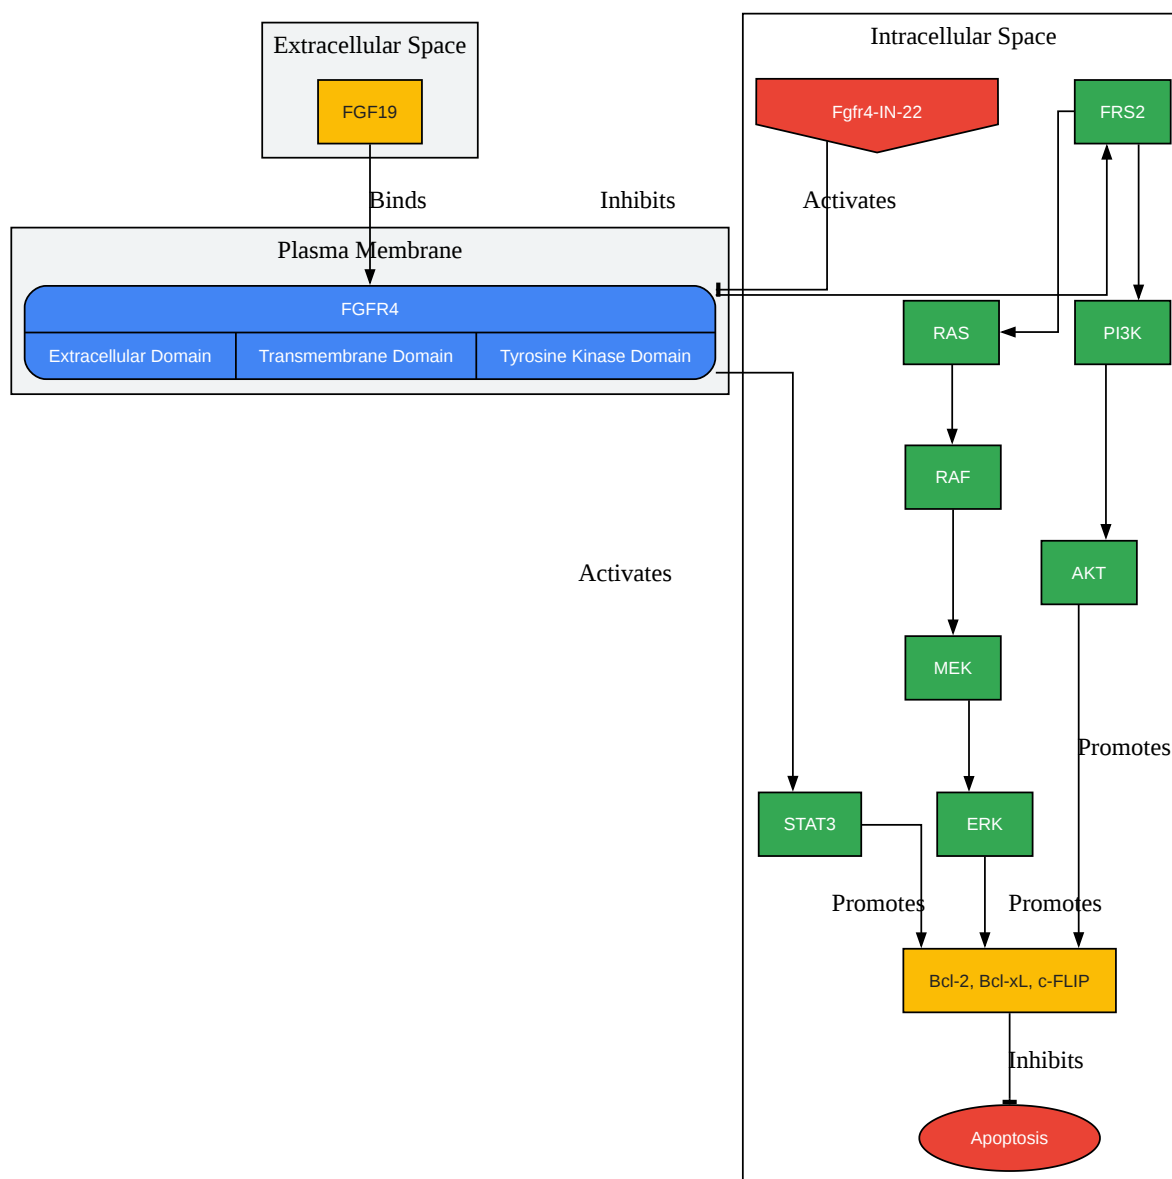 Extracellular Space
Intracellular Space
FGF19
Fgfr4-IN-22
FRS2
Binds
Inhibits
Activates
Plasma Membrane
FGFR4
Extracellular Domain
Transmembrane Domain
Tyrosine Kinase Domain
RAS
PI3K
RAF
Activates
AKT
MEK
Promotes
STAT3
ERK
Promotes
Promotes
Bcl-2, Bcl-xL, c-FLIP
Inhibits
Apoptosis